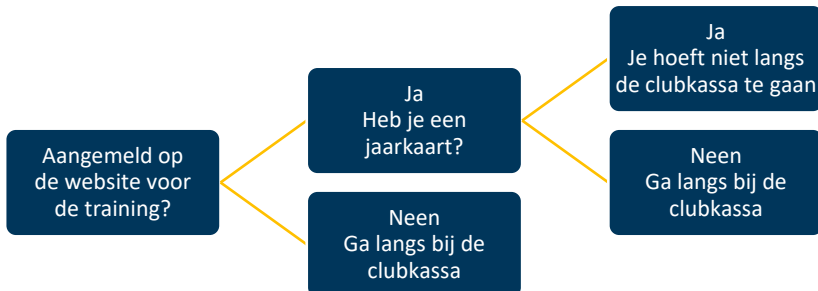 Aangemeld op
de website voor
de training?
Ja
Heb je een
jaarkaart?
Neen
Ga langs bij de
clubkassa
Ja
Je hoeft niet langs
de clubkassa te gaan
Neen
Ga langs bij de
clubkassa